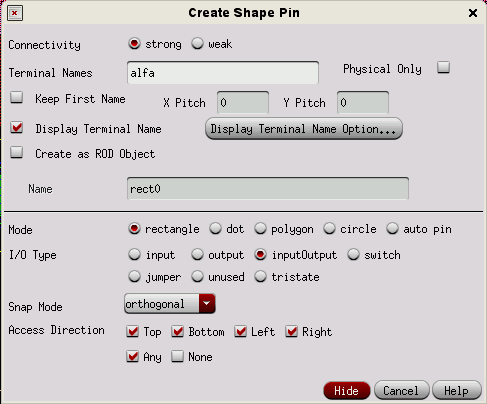 Create Shape Pin
Connectivity strong weak
Terminal Names alfa Physical Only
Keep First Name X Pitch 0 Y Pitch 0
Display Terminal Name Display Terminal Name Option...
Create as ROD Object
Name rect0
Mode rectangle dot polygon circle auto pin
I/O Type input output inputOutput switch
jumper unused tristate
Snap Mode orthogonal
Access Direction Top Bottom Left Right
Any None
Hide Cancel Help